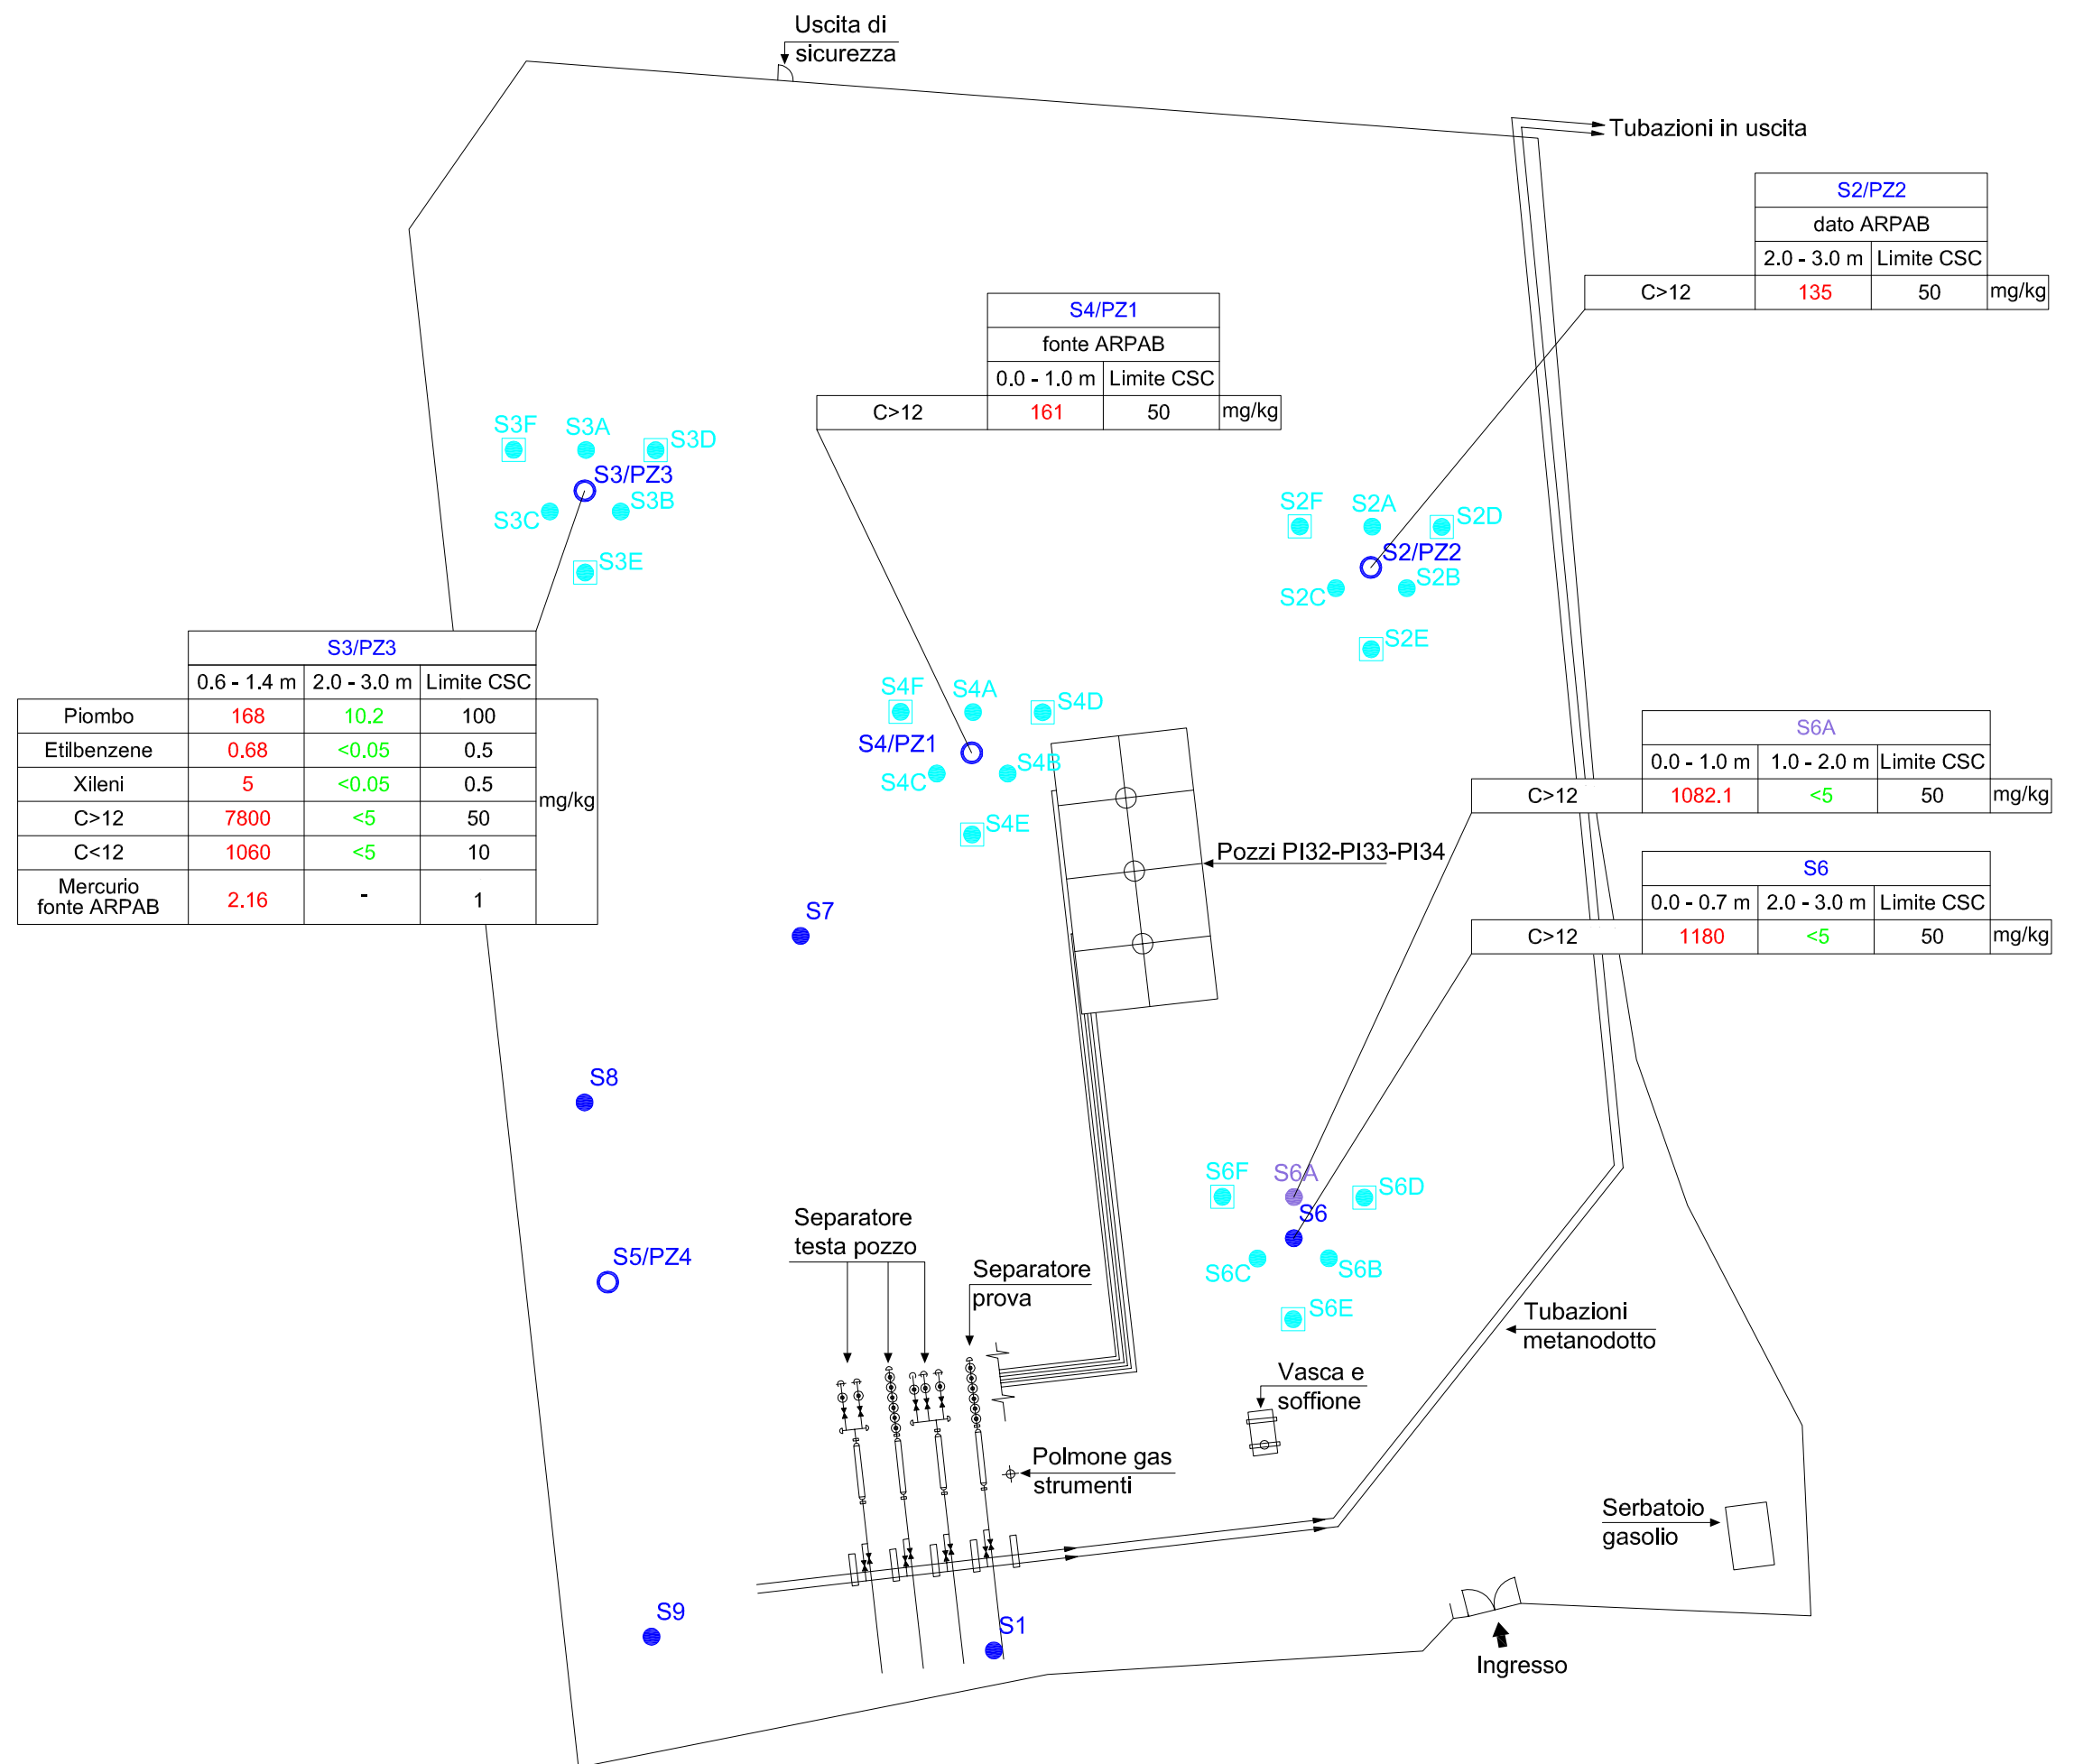 Uscita di
sicurezza
Tubazioni in uscita
S2/PZ2
dato ARPAB
2.0 - 3.0 m Limite CSC
C>12 135 50 mg/kg
S4/PZ1
fonte ARPAB
0.0 - 1.0 m Limite CSC
C>12 161 50 mg/kg
S3F S3A S3D
S3/PZ3
S3C S3B
S3E
S2F S2A S2D
S2/PZ2
S2C S2B
S2E
S3/PZ3
0.6 - 1.4 m 2.0 - 3.0 m Limite CSC
Piombo 168 10.2 100
Etilbenzene 0.68 <0.05 0.5
Xileni 5 <0.05 0.5
mg/kg
C>12 7800 <5 50
C<12 1060 <5 10
Mercurio
fonte ARPAB 2.16 - 1
S4F S4A S4D
S4/PZ1
S4C S4B
S4E
S6A
0.0 - 1.0 m 1.0 - 2.0 m Limite CSC
C>12 1082.1 <5 50 mg/kg
Pozzi PI32-PI33-PI34
S6
0.0 - 0.7 m 2.0 - 3.0 m Limite CSC
C>12 1180 <5 50 mg/kg
S7
S8
S6F S6A S6D
S6
S6C S6B
S6E
Separatore
testa pozzo
S5/PZ4
Separatore
prova
Tubazioni
metanodotto
Vasca e
soffione
Polmone gas
strumenti
Serbatoio
gasolio
S9
S1
Ingresso